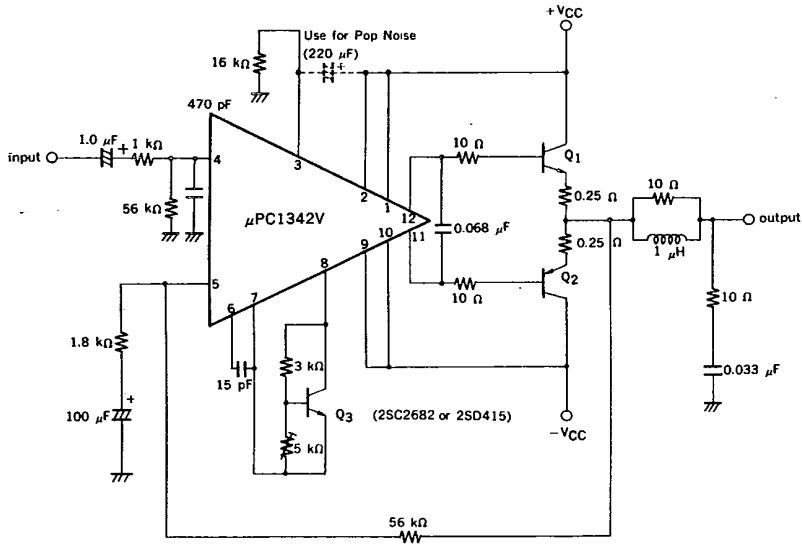 +VCC
Use for Pop Noise
(220 μF)
+
16 kΩ
470 pF
1.0 μF
+
1 kΩ
input
4
3
10 Ω
Q1
2
1
12
0.25 Ω
10 Ω
56 kΩ
μPC1342V
11
0.068 μF
output
10
9
0.25 Ω
1 μH
8
5
Q2
7
6
10 Ω
10 Ω
1.8 kΩ
3 kΩ
15 pF
0.033 μF
+
100 μF
Q3
(2SC2682 or 2SD415)
-VCC
5 kΩ
56 kΩ